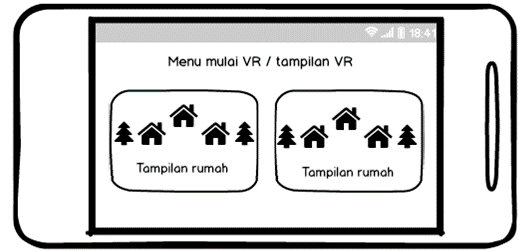 18:41
Menu mulai VR / tampilan VR
Tampilan rumah
Tampilan rumah